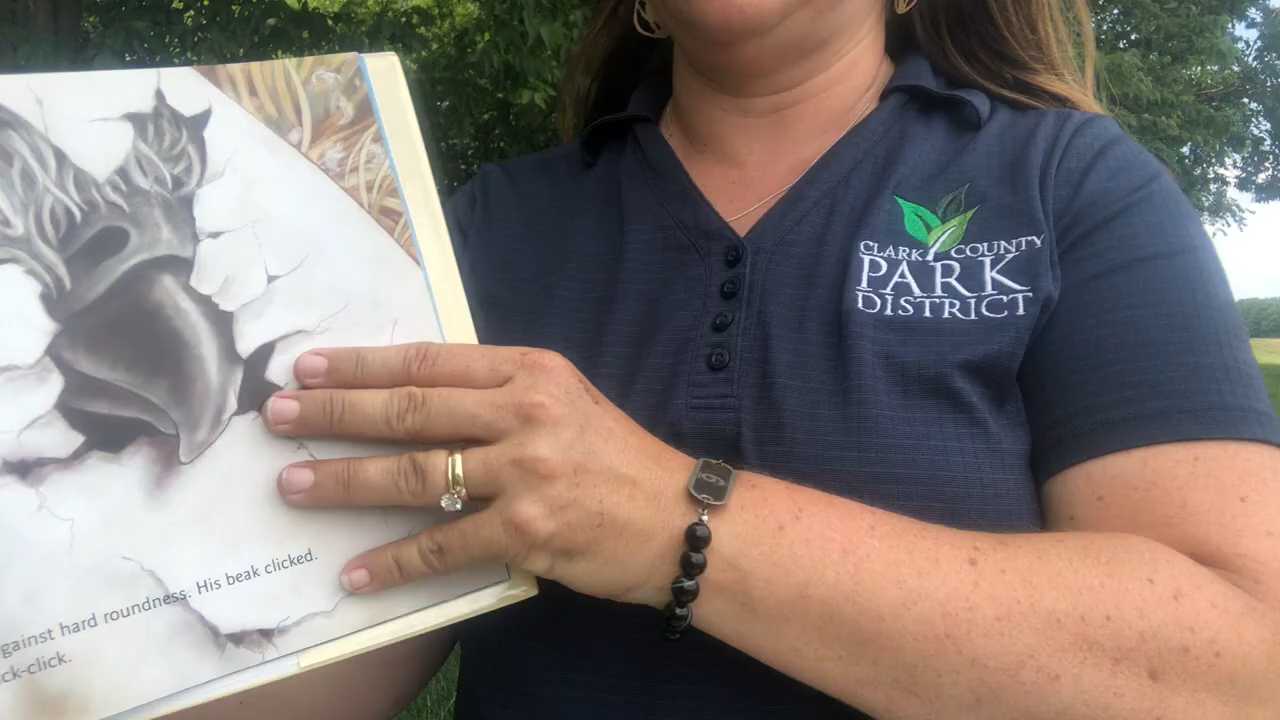 CLARK COUNTY
PARK
DISTRICT
gainst hard roundness. His beak clicked.
ck-click.